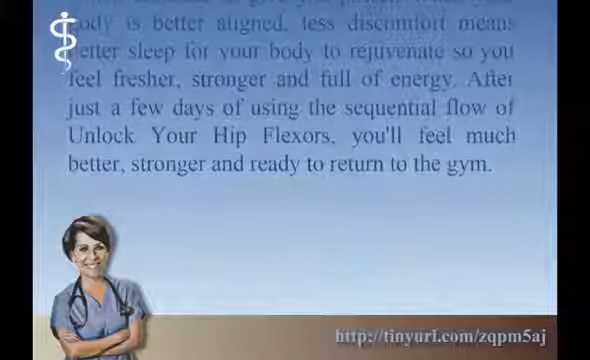 body is better aligned, less discomfort means
better sleep for your body to rejuvenate so you
feel fresher, stronger and full of energy. After
just a few days of using the sequential flow of
Unlock Your Hip Flexors, you'll feel much
better, stronger and ready to return to the gym.
http://tinyurl.com/zqpm5aj